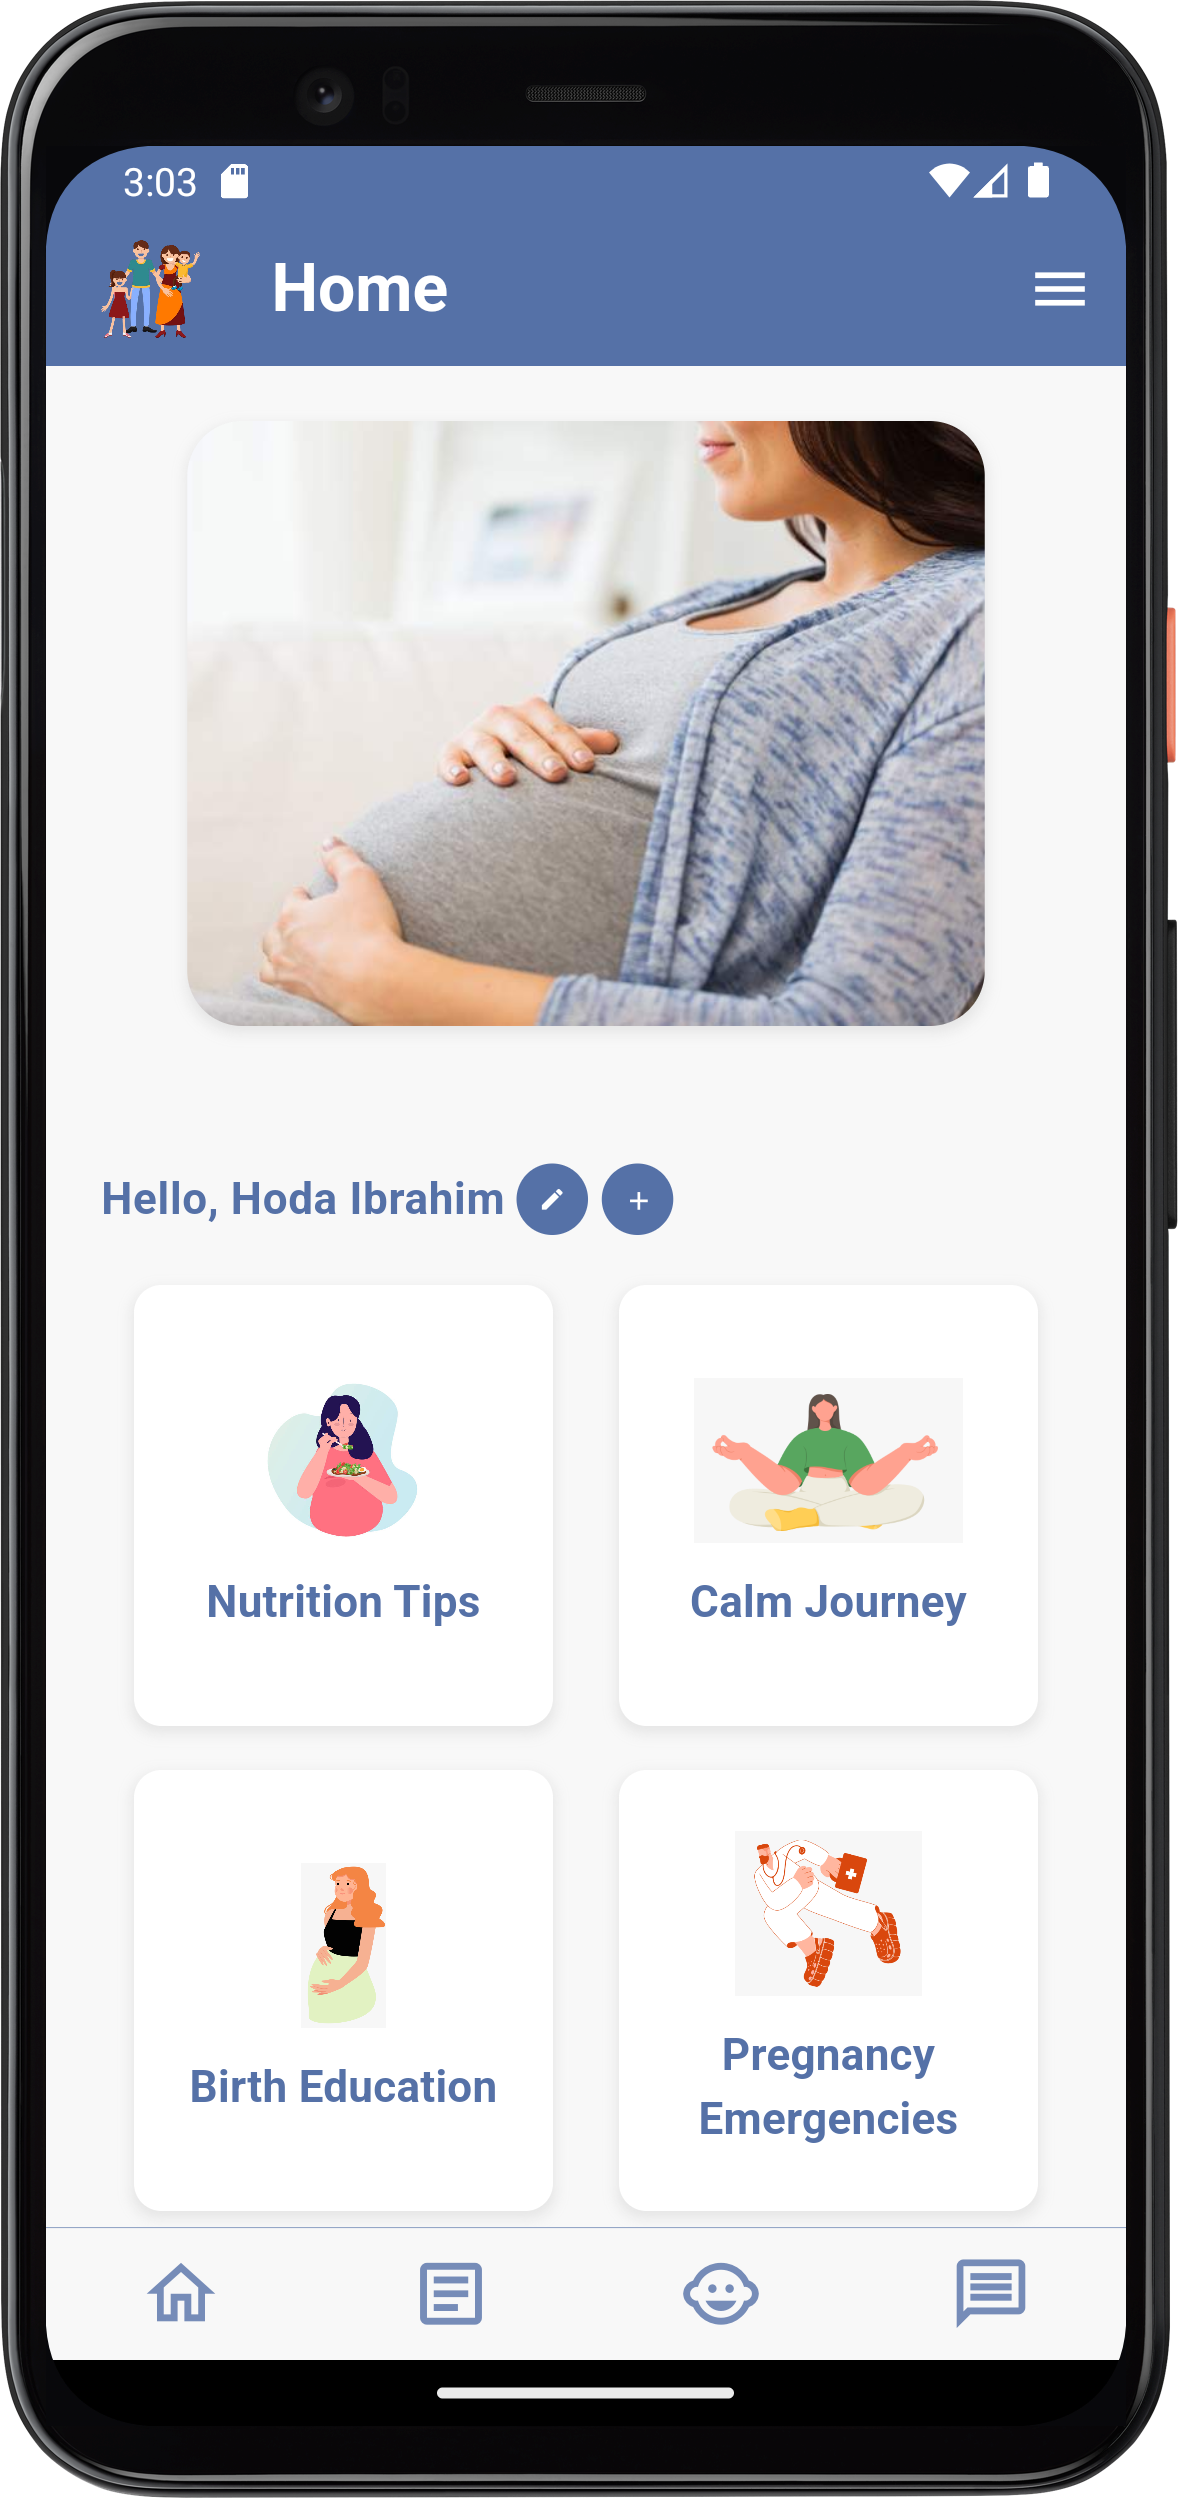 3:03
Home
Hello, Hoda Ibrahim
Nutrition Tips
Calm Journey
Birth Education
Pregnancy
Emergencies